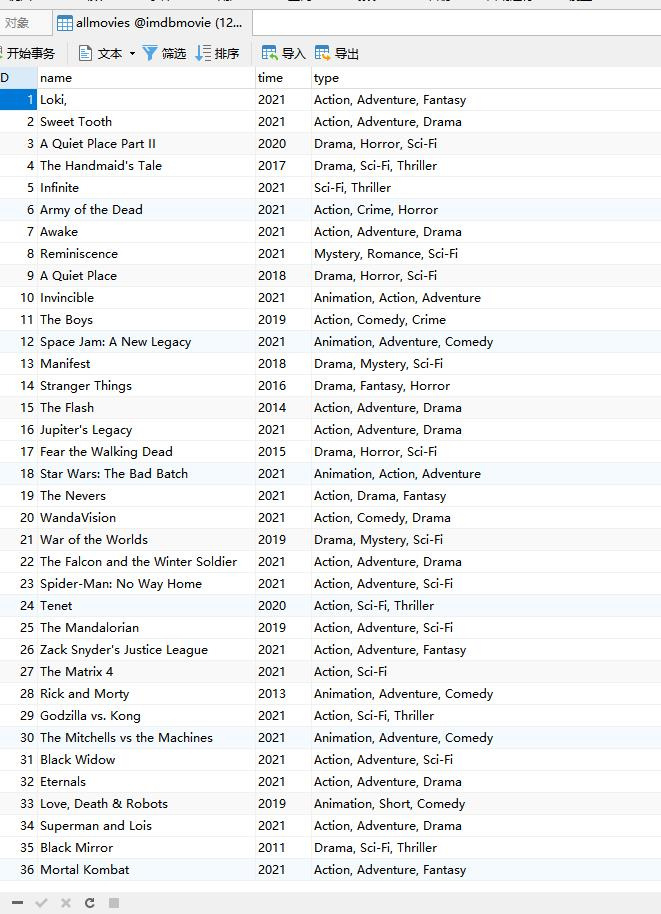 对象 allmovies @imdbmovie (12...
开始事务 文本 筛选 排序 导入 导出
D name time type
1 Loki, 2021 Action, Adventure, Fantasy
2 Sweet Tooth 2021 Action, Adventure, Drama
3 A Quiet Place Part II 2020 Drama, Horror, Sci-Fi
4 The Handmaid's Tale 2017 Drama, Sci-Fi, Thriller
5 Infinite 2021 Sci-Fi, Thriller
6 Army of the Dead 2021 Action, Crime, Horror
7 Awake 2021 Action, Adventure, Drama
8 Reminiscence 2021 Mystery, Romance, Sci-Fi
9 A Quiet Place 2018 Drama, Horror, Sci-Fi
10 Invincible 2021 Animation, Action, Adventure
11 The Boys 2019 Action, Comedy, Crime
12 Space Jam: A New Legacy 2021 Animation, Adventure, Comedy
13 Manifest 2018 Drama, Mystery, Sci-Fi
14 Stranger Things 2016 Drama, Fantasy, Horror
15 The Flash 2014 Action, Adventure, Drama
16 Jupiter's Legacy 2021 Action, Adventure, Drama
17 Fear the Walking Dead 2015 Drama, Horror, Sci-Fi
18 Star Wars: The Bad Batch 2021 Animation, Action, Adventure
19 The Nevers 2021 Action, Drama, Fantasy
20 WandaVision 2021 Action, Comedy, Drama
21 War of the Worlds 2019 Drama, Mystery, Sci-Fi
22 The Falcon and the Winter Soldier 2021 Action, Adventure, Drama
23 Spider-Man: No Way Home 2021 Action, Adventure, Sci-Fi
24 Tenet 2020 Action, Sci-Fi, Thriller
25 The Mandalorian 2019 Action, Adventure, Sci-Fi
26 Zack Snyder's Justice League 2021 Action, Adventure, Fantasy
27 The Matrix 4 2021 Action, Sci-Fi
28 Rick and Morty 2013 Animation, Adventure, Comedy
29 Godzilla vs. Kong 2021 Action, Sci-Fi, Thriller
30 The Mitchells vs the Machines 2021 Animation, Adventure, Comedy
31 Black Widow 2021 Action, Adventure, Sci-Fi
32 Eternals 2021 Action, Adventure, Drama
33 Love, Death & Robots 2019 Animation, Short, Comedy
34 Superman and Lois 2021 Action, Adventure, Drama
35 Black Mirror 2011 Drama, Sci-Fi, Thriller
36 Mortal Kombat 2021 Action, Adventure, Fantasy